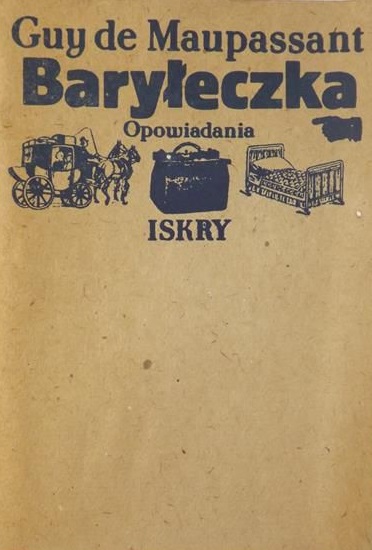 Guy de Maupassant
Baryłeczka
Opowiadania
ISKRY